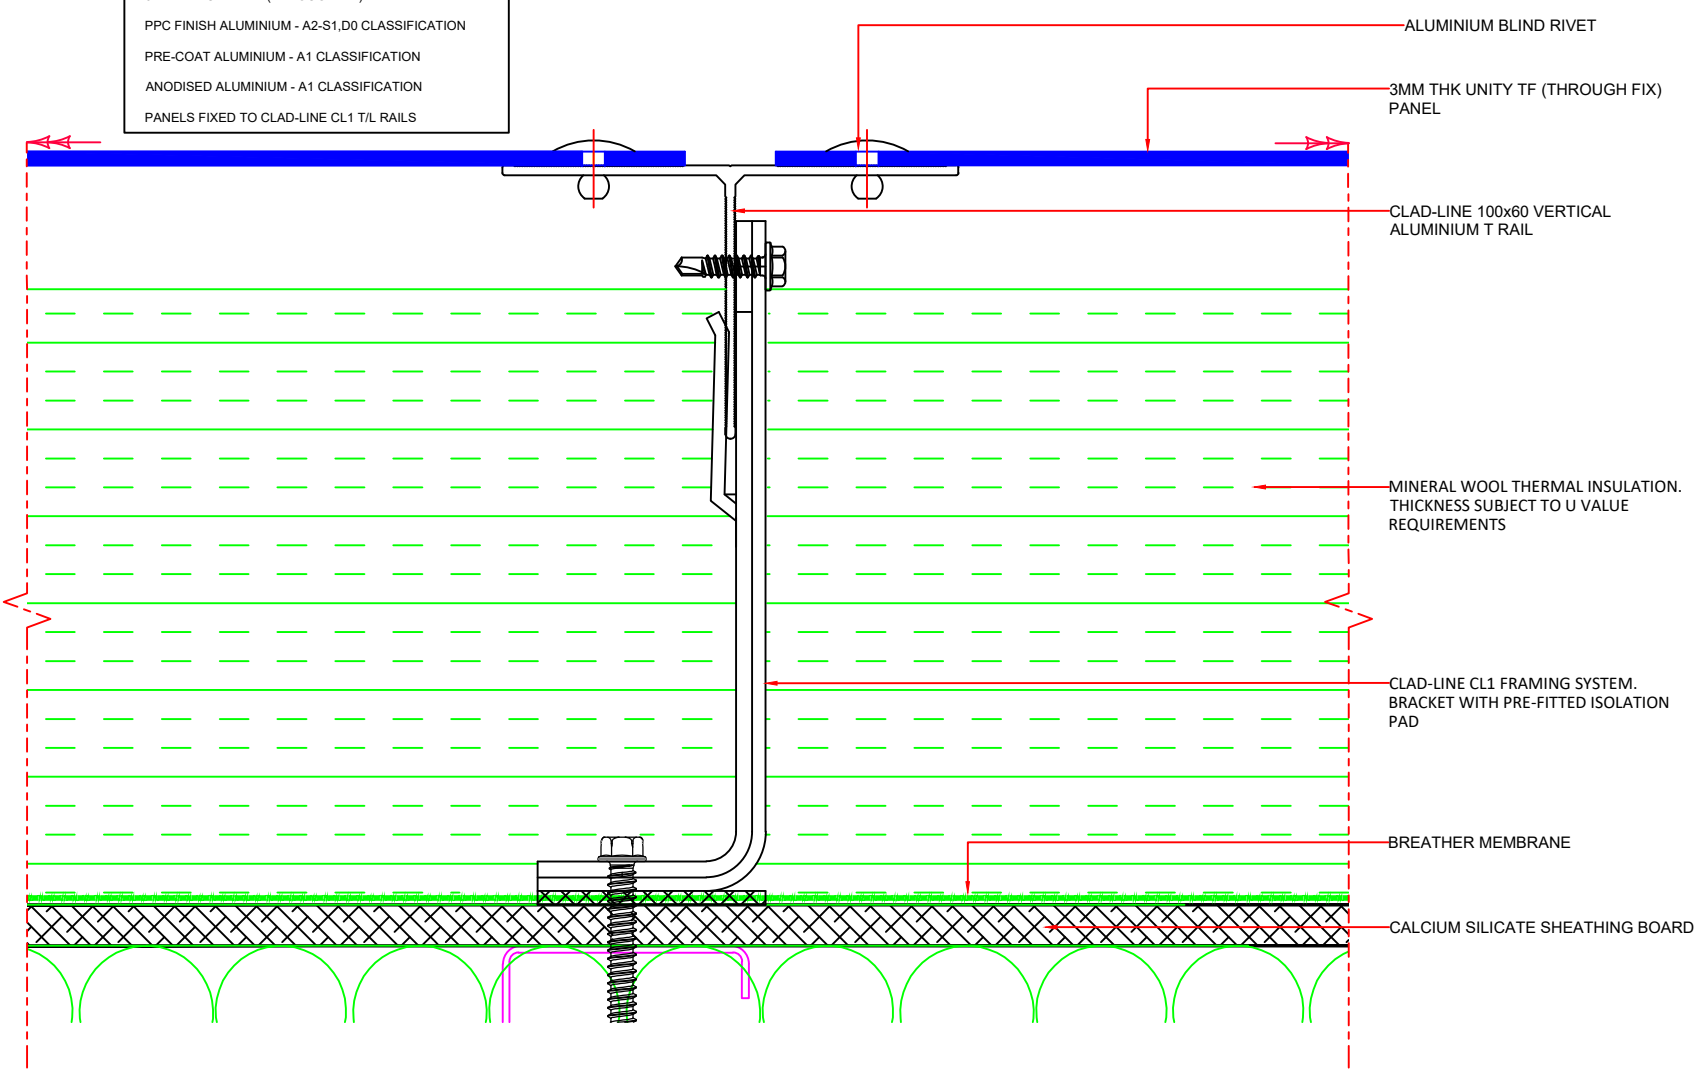 PPC FINISH ALUMINIUM - A2-S1,D0 CLASSIFICATION
PRE-COAT ALUMINIUM - A1 CLASSIFICATION
ANODISED ALUMINIUM - A1 CLASSIFICATION
PANELS FIXED TO CLAD-LINE CL1 T/L RAILS
ALUMINIUM BLIND RIVET
3MM THK UNITY TF (THROUGH FIX)
PANEL
CLAD-LINE 100x60 VERTICAL
ALUMINIUM T RAIL
MINERAL WOOL THERMAL INSULATION.
THICKNESS SUBJECT TO U VALUE
REQUIREMENTS
CLAD-LINE CL1 FRAMING SYSTEM.
BRACKET WITH PRE-FITTED ISOLATION
PAD
BREATHER MEMBRANE
CALCIUM SILICATE SHEATHING BOARD